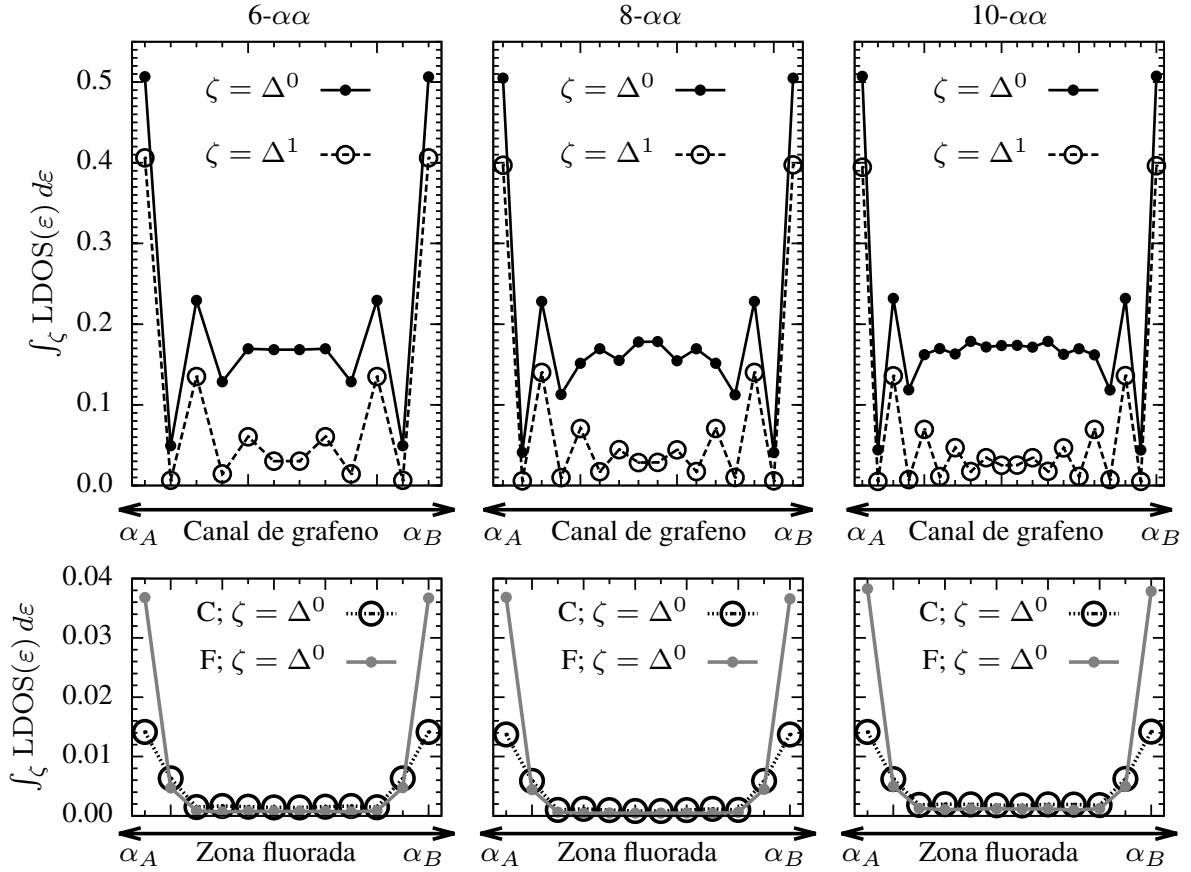 6-αα 8-αα 10-αα
∫ζ LDOS(ε) dε
0.5
0.4
0.3
0.2
0.1
0.0
ζ = Δ⁰
ζ = Δ¹
ζ = Δ⁰
ζ = Δ¹
ζ = Δ⁰
ζ = Δ¹
α_A Canal de grafeno α_B
α_A Canal de grafeno α_B
α_A Canal de grafeno α_B
∫ζ LDOS(ε) dε
0.04
0.03
0.02
0.01
0.00
C; ζ = Δ⁰
F; ζ = Δ⁰
C; ζ = Δ⁰
F; ζ = Δ⁰
C; ζ = Δ⁰
F; ζ = Δ⁰
α_A Zona fluorada α_B
α_A Zona fluorada α_B
α_A Zona fluorada α_B